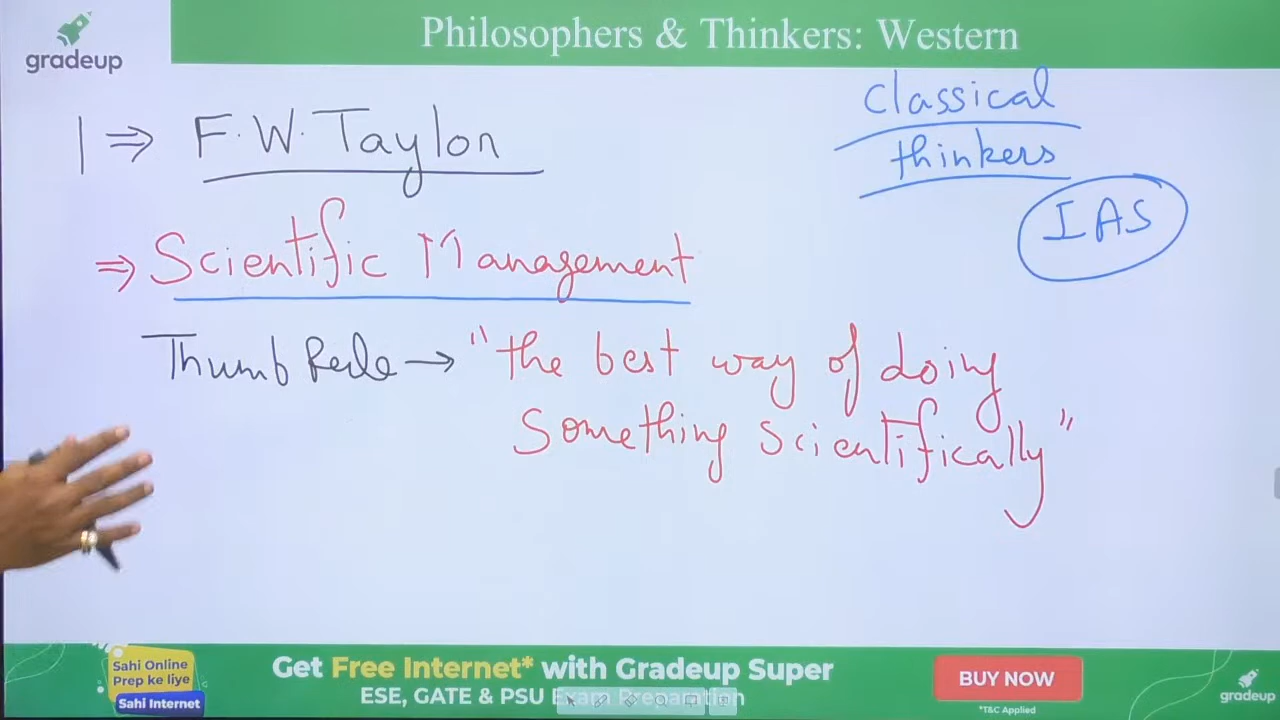 gradeup
Philosophers & Thinkers: Western
Classical
thinkers
1 ⇒ F.W. Taylor
IAS
⇒ Scientific Management
Thumb Rule → "the best way of doing
something scientifically"
Sahi Online
Prep ke liye
Sahi Internet
Get Free Internet* with Gradeup Super
ESE, GATE & PSU Exam Preparation
BUY NOW
*T&C Applied
gradeup